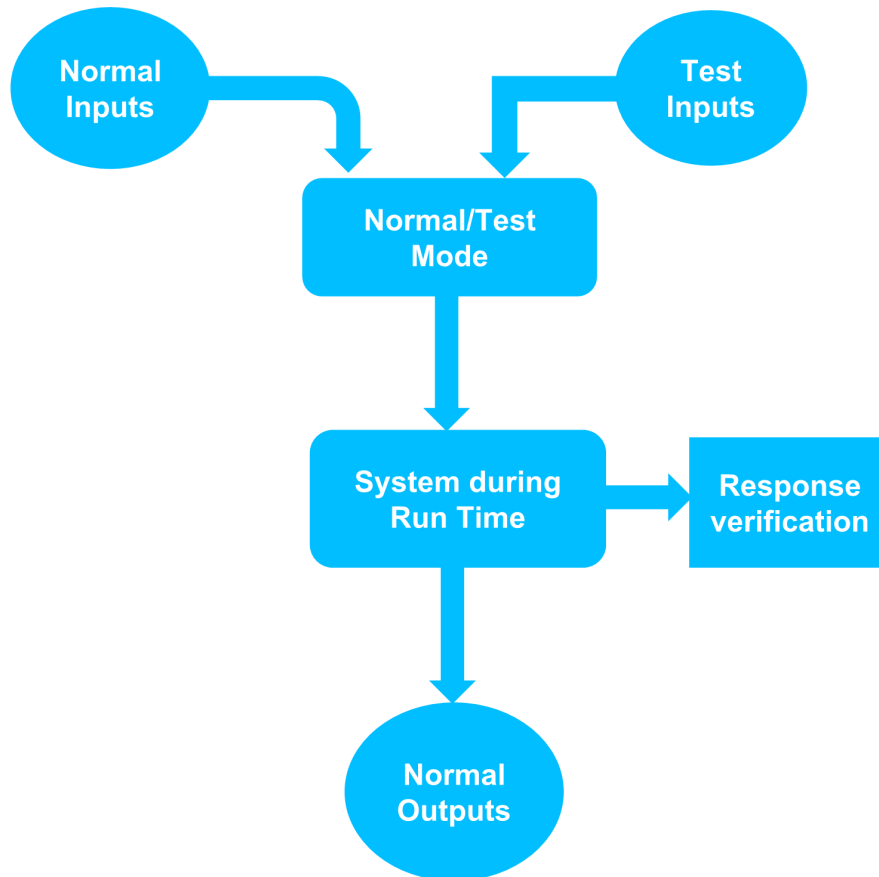 Normal
Inputs
Test
Inputs
Normal/Test
Mode
System during
Run Time
Response
verification
Normal
Outputs